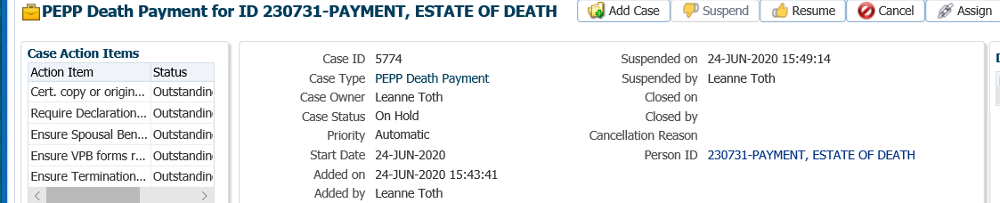 PEPP Death Payment for ID 230731-PAYMENT, ESTATE OF DEATH
Add Case Suspend Resume Cancel Assign
Case Action Items
Action Item Status
Cert. copy or origin... Outstandin
Require Declaration... Outstandin
Ensure Spousal Ben... Outstandin
Ensure VPB forms r... Outstandin
Ensure Termination... Outstandin
Case ID 5774
Case Type PEPP Death Payment
Case Owner Leanne Toth
Case Status On Hold
Priority Automatic
Start Date 24-JUN-2020
Added on 24-JUN-2020 15:43:41
Added by Leanne Toth
Suspended on 24-JUN-2020 15:49:14
Suspended by Leanne Toth
Closed on
Closed by
Cancellation Reason
Person ID 230731-PAYMENT, ESTATE OF DEATH